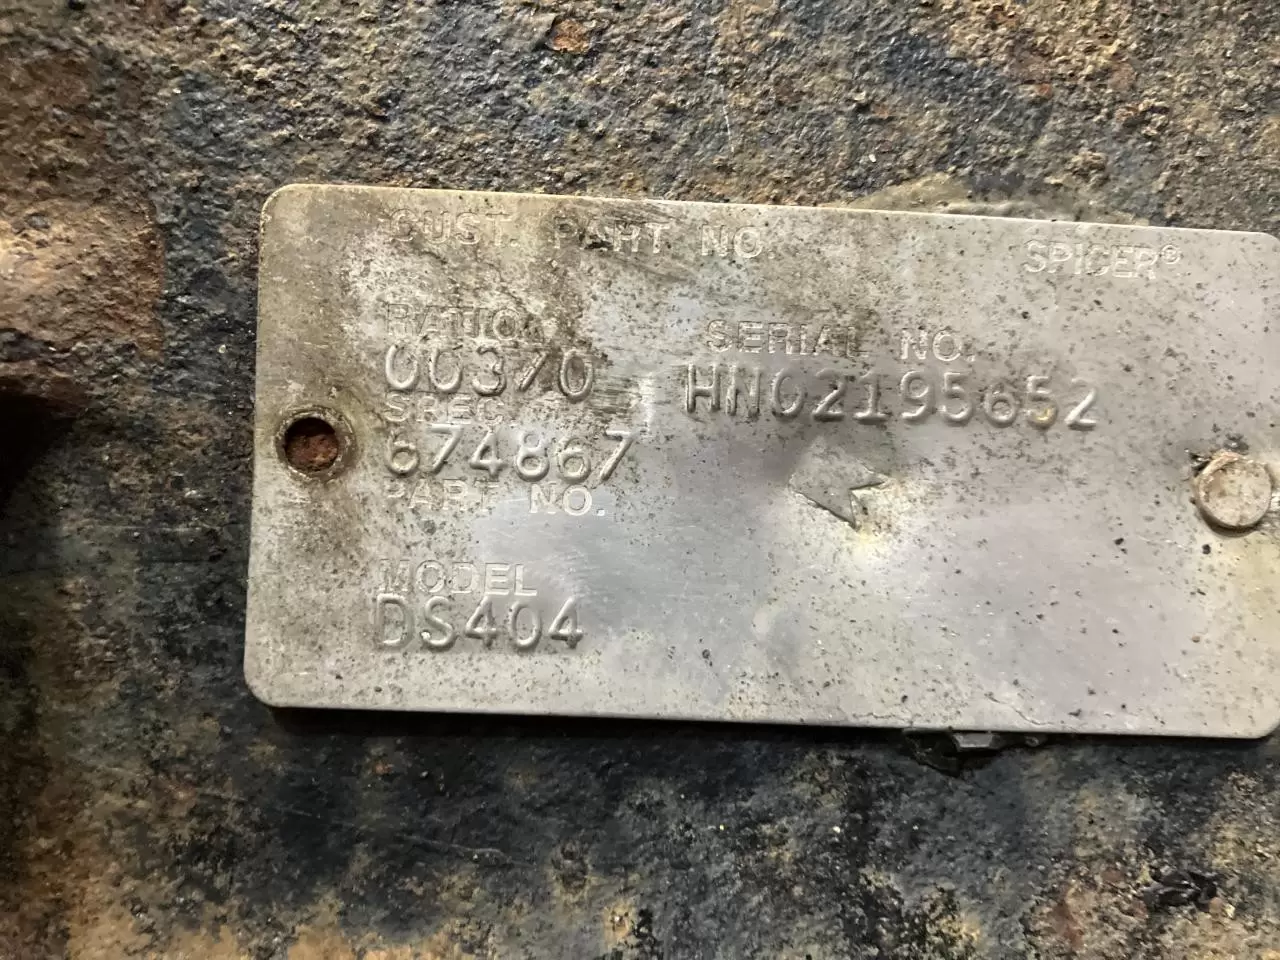 CUST. PART NO.
SPICER®
RATIO
SERIAL NO.
00370
HN02195652
SPEC
674867
PART NO.
MODEL
DS404